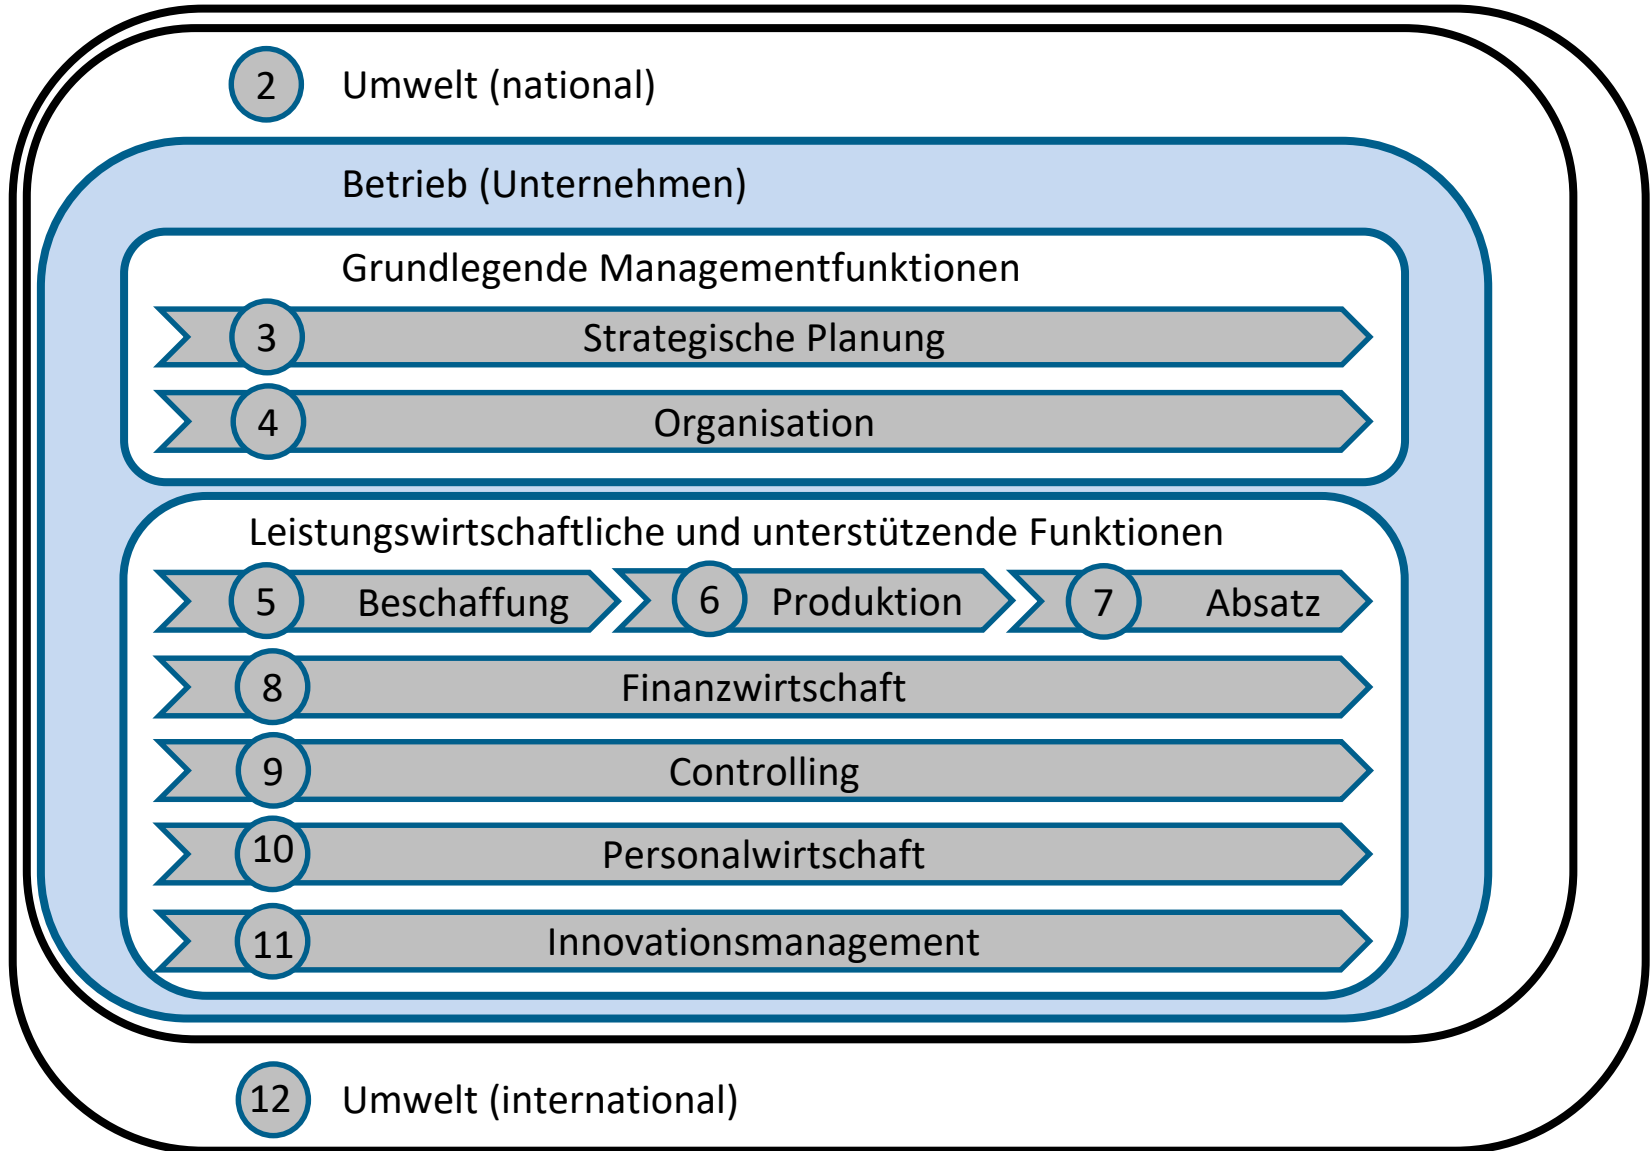 2 Umwelt (national)
Betrieb (Unternehmen)
Grundlegende Managementfunktionen
3 Strategische Planung
4 Organisation
Leistungswirtschaftliche und unterstützende Funktionen
5 Beschaffung 6 Produktion 7 Absatz
8 Finanzwirtschaft
9 Controlling
10 Personalwirtschaft
11 Innovationsmanagement
12 Umwelt (international)